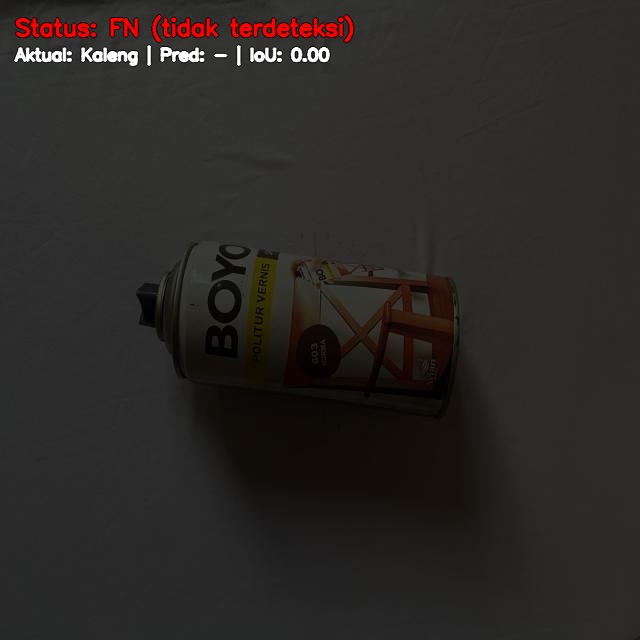 Status: FN (tidak terdeteksi)
Aktual: Kaleng | Pred: - | IoU: 0.00
BOYO
POLITUR VERNIS